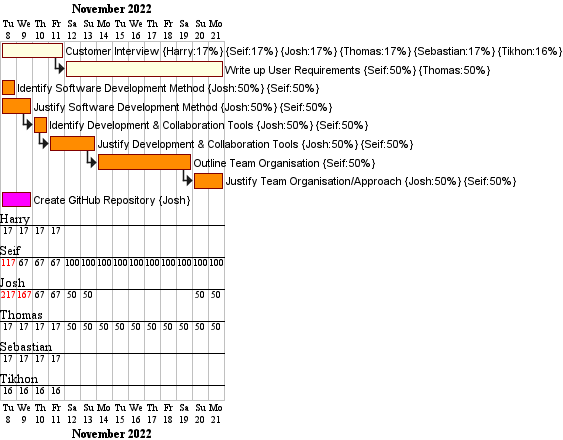 November 2022
Tu We Th Fr Sa Su Mo Tu We Th Fr Sa Su Mo
8 9 10 11 12 13 14 15 16 17 18 19 20 21
Customer Interview {Harry:17%} {Seif:17%} {Josh:17%} {Thomas:17%} {Sebastian:17%} {Tikhon:16%}
Write up User Requirements {Seif:50%} {Thomas:50%}
Identify Software Development Method {Josh:50%} {Seif:50%}
Justify Software Development Method {Josh:50%} {Seif:50%}
Identify Development & Collaboration Tools {Josh:50%} {Seif:50%}
Justify Development & Collaboration Tools {Josh:50%} {Seif:50%}
Outline Team Organisation {Seif:50%}
Justify Team Organisation/Approach {Josh:50%} {Seif:50%}
Create GitHub Repository {Josh}
Harry
17 17 17 17
Seif
117 67 67 67 100 100 100 100 100 100 100 100 100 100
Josh
217 167 67 67 50 50 50 50
Thomas
17 17 17 17 50 50 50 50 50 50 50 50 50 50
Sebastian
17 17 17 17
Tikhon
16 16 16 16
Tu We Th Fr Sa Su Mo Tu We Th Fr Sa Su Mo
8 9 10 11 12 13 14 15 16 17 18 19 20 21
November 2022